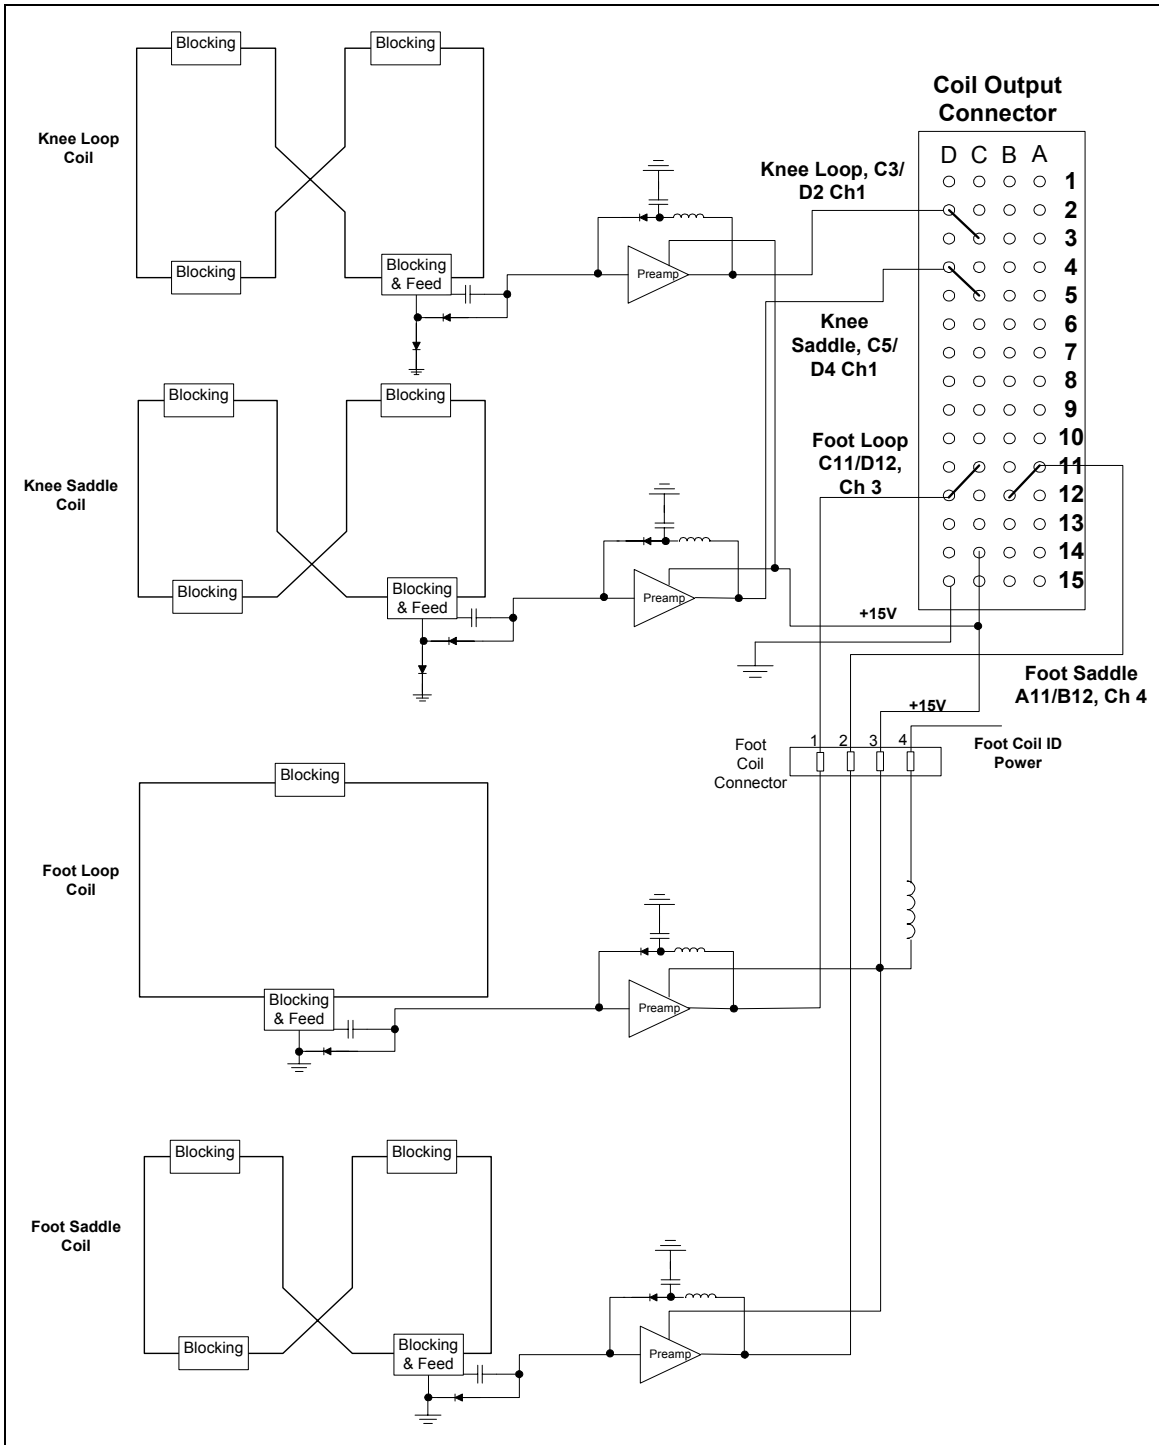 Blocking
Blocking
Knee Loop
Coil
Blocking
Blocking
& Feed
Preamp
Knee Loop, C3/
D2 Ch1
Coil Output
Connector
D C B A
1
2
3
4
5
6
7
8
9
10
11
12
13
14
15
Knee
Saddle, C5/
D4 Ch1
Foot Loop
C11/D12,
Ch 3
Blocking
Blocking
Knee Saddle
Coil
Blocking
Blocking
& Feed
Preamp
+15V
Foot Saddle
A11/B12, Ch 4
+15V
Foot
Coil
Connector
1 2 3 4
Foot Coil ID
Power
Blocking
Foot Loop
Coil
Blocking
& Feed
Preamp
Blocking
Blocking
Foot Saddle
Coil
Blocking
Blocking
& Feed
Preamp